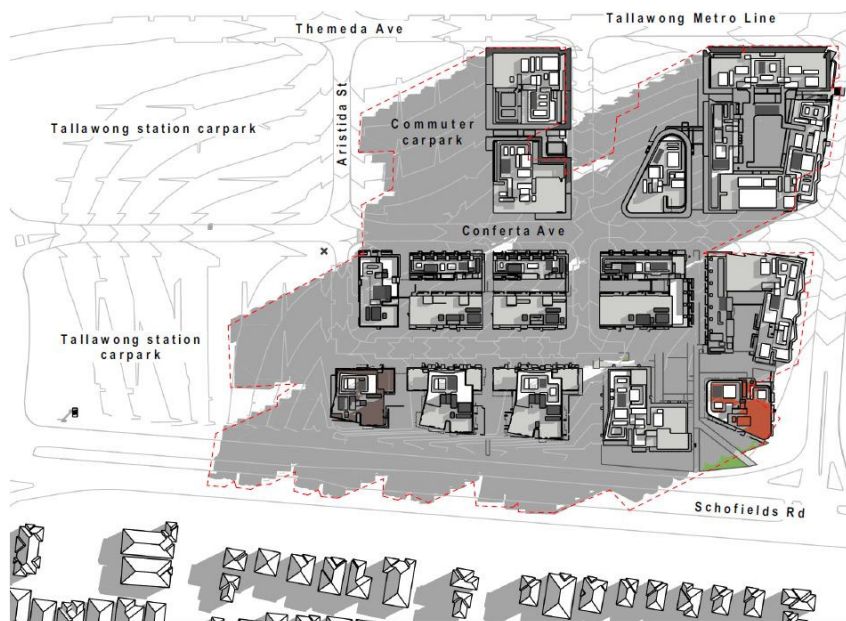 Themeda Ave
Tallawong Metro Line
Aristida St
Tallawong station carpark
Commuter
carpark
Conferta Ave
Tallawong station
carpark
Schofields Rd